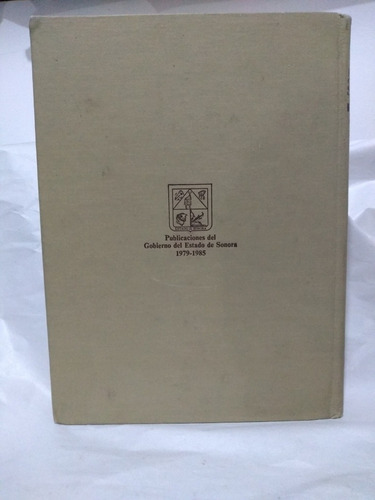 Publicaciones del
Gobierno del Estado de Sonora
1979-1985